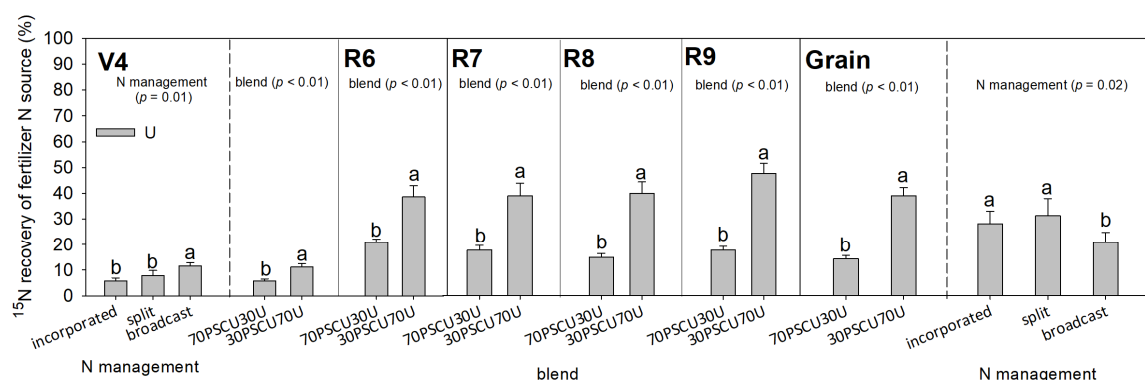 ¹⁵N recovery of fertilizer N source (%)
100
90
80
70
60
50
40
30
20
10
0
V4
N management
(p = 0.01)
U
b
b
a
incorporated
split
broadcast
N management
blend (p < 0.01)
b
a
70PSCU30U
30PSCU70U
R6
blend (p < 0.01)
b
a
70PSCU30U
30PSCU70U
R7
blend (p < 0.01)
b
a
70PSCU30U
30PSCU70U
R8
blend (p < 0.01)
b
a
70PSCU30U
30PSCU70U
R9
blend (p < 0.01)
b
a
70PSCU30U
30PSCU70U
Grain
blend (p < 0.01)
b
a
70PSCU30U
30PSCU70U
blend
N management (p = 0.02)
a
a
b
incorporated
split
broadcast
N management